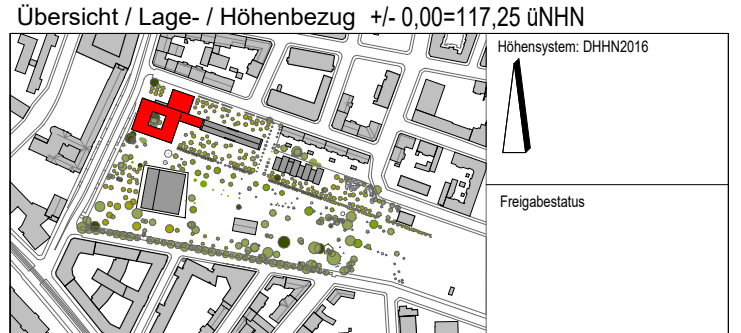 Übersicht / Lage- / Höhenbezug +/- 0,00=117,25 üNHN
Höhensystem: DHHN2016
Freigabestatus